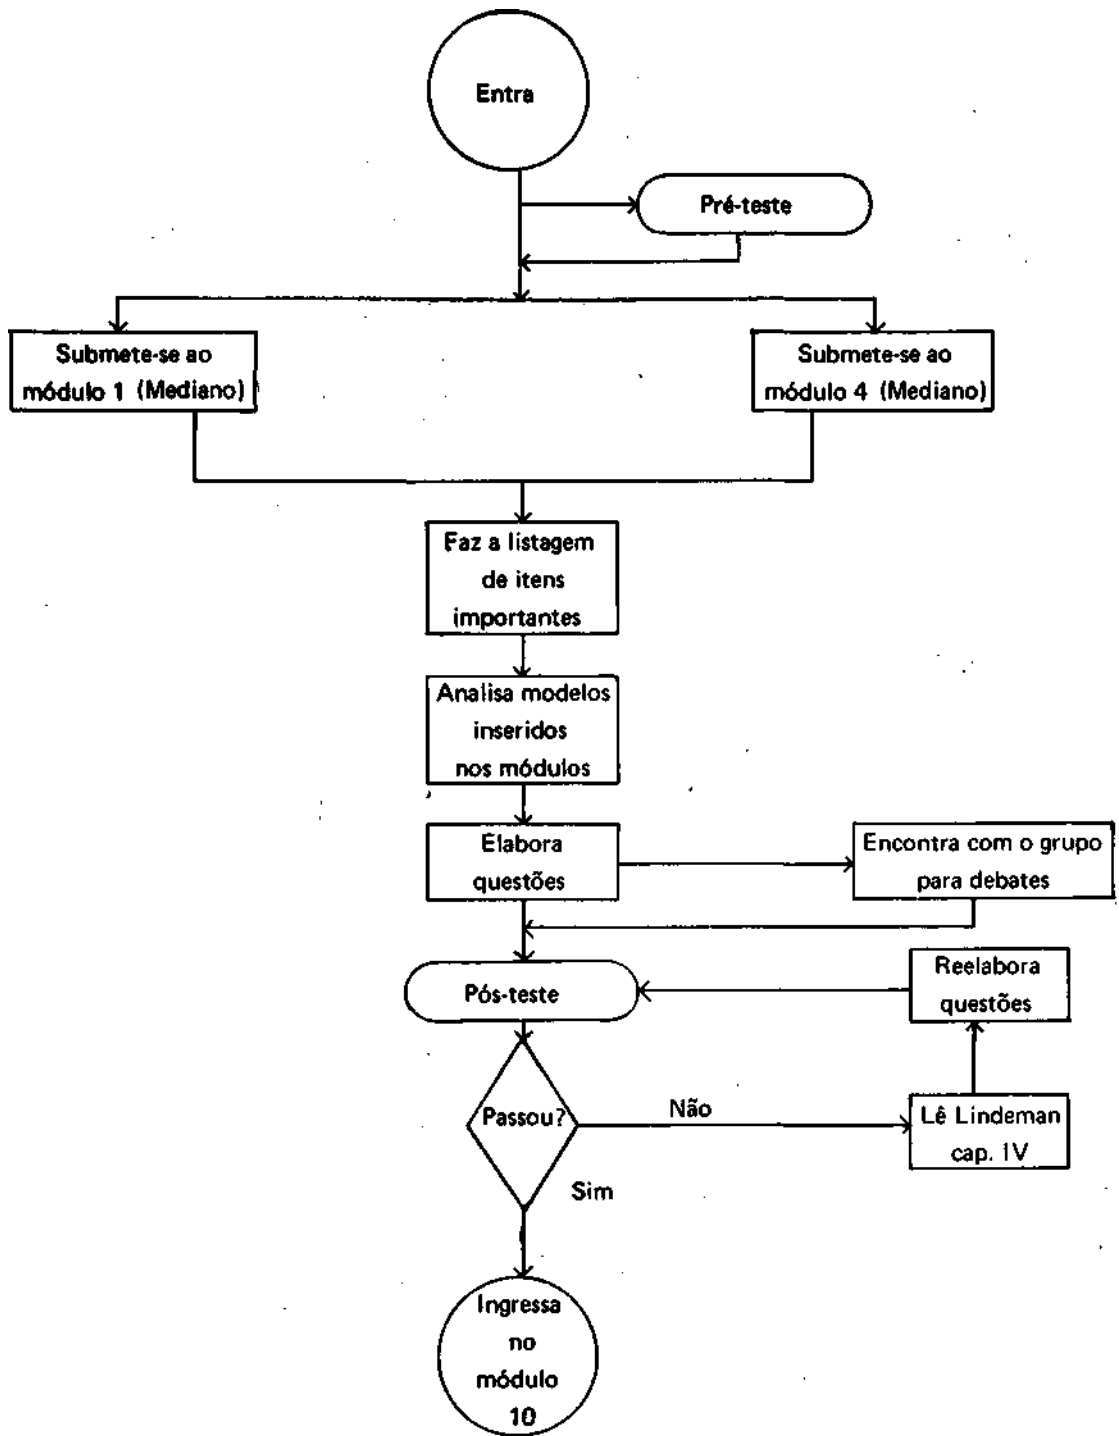 Entra
Pré-teste
Submete-se ao
módulo 1 (Mediano)
Submete-se ao
módulo 4 (Mediano)
Faz a listagem
de itens
importantes
Analisa modelos
inseridos
nos módulos
Elabora
questões
Encontra com o grupo
para debates
Pós-teste
Reelabora
questões
Passou?
Não
Lê Lindeman
cap. IV
Sim
Ingressa
no
módulo
10